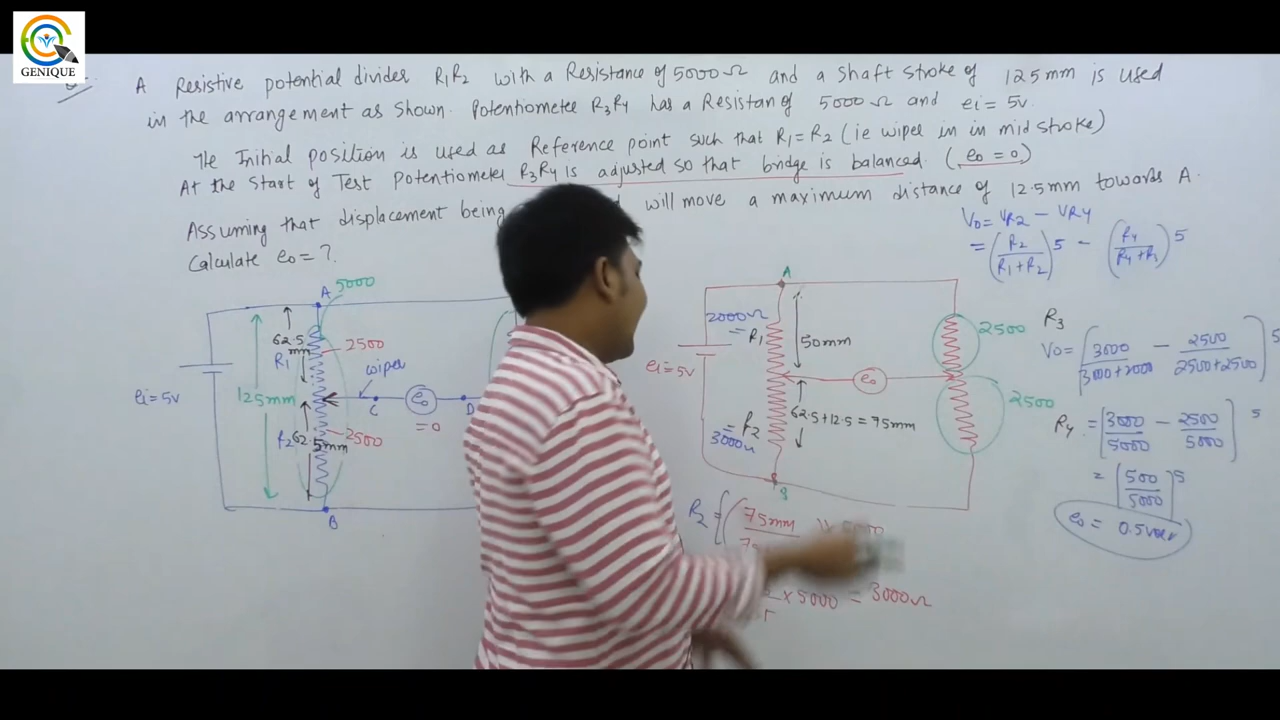 GENIQUE
A Resistive potential divider R1R2 with a Resistance of 5000 Ω and a shaft stroke of 125 mm is used
in the arrangement as shown. Potentiometer R3R4 has a Resistan of 5000 Ω and ei = 5v.
The Initial position is used as Reference point such that R1 = R2 (ie wiper in in mid stroke)
At the Start of Test Potentiometer R3R4 is adjusted so that bridge is balanced. (e0 = 0)
Assuming that displacement being will move a maximum distance of 12.5mm towards A.
Calculate e0 = ?
V0 = VR2 - VR4
= (R2/R1+R2)5 - (R4/R4+R3)5
A
5000
62.5
mm
R1
2500
wiper
ei = 5v
125mm
C
e0
D
= 0
R2
62.5mm
2500
B
A
2000Ω
= R1
50mm
ei = 5v
e0
= R2
3000Ω
62.5+12.5 = 75mm
B
2500
R3
2500
R4
V0 = [3000/3000+2000 - 2500/2500+2500]5
= [3000/5000 - 2500/5000]5
= [500/5000]5
e0 = 0.5volt
R2 = 75mm
× 5000 = 3000Ω